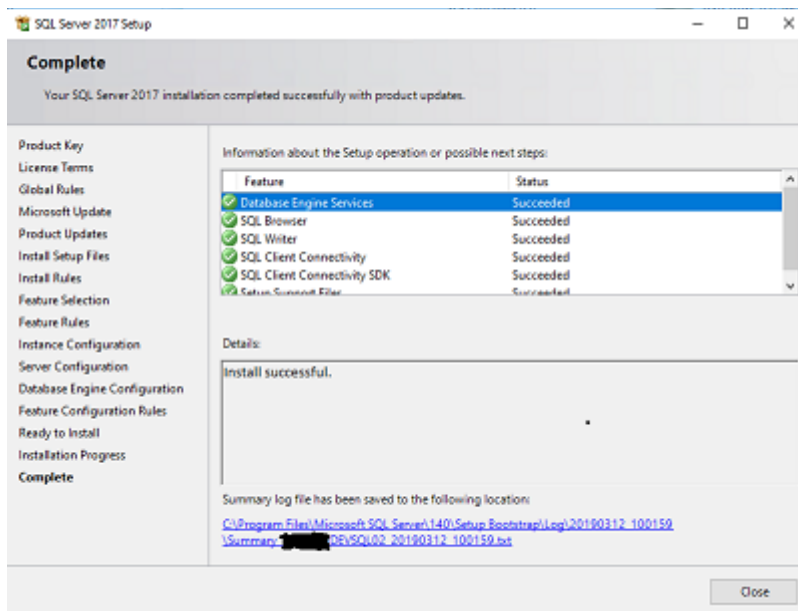 SQL Server 2017 Setup
Complete
Your SQL Server 2017 installation completed successfully with product updates.
Product Key
License Terms
Global Rules
Microsoft Update
Product Updates
Install Setup Files
Install Rules
Feature Selection
Feature Rules
Instance Configuration
Server Configuration
Database Engine Configuration
Feature Configuration Rules
Ready to Install
Installation Progress
Complete
Information about the Setup operation or possible next steps:
Feature Status
Database Engine Services Succeeded
SQL Browser Succeeded
SQL Writer Succeeded
SQL Client Connectivity Succeeded
SQL Client Connectivity SDK Succeeded
Setup Support Files Succeeded
Details:
Install successful.
Summary log file has been saved to the following location:
C:\Program Files\Microsoft SQL Server\140\Setup Bootstrap\Log\20190312_100159
\Summary DEVSQL02_20190312_100159.txt
Close